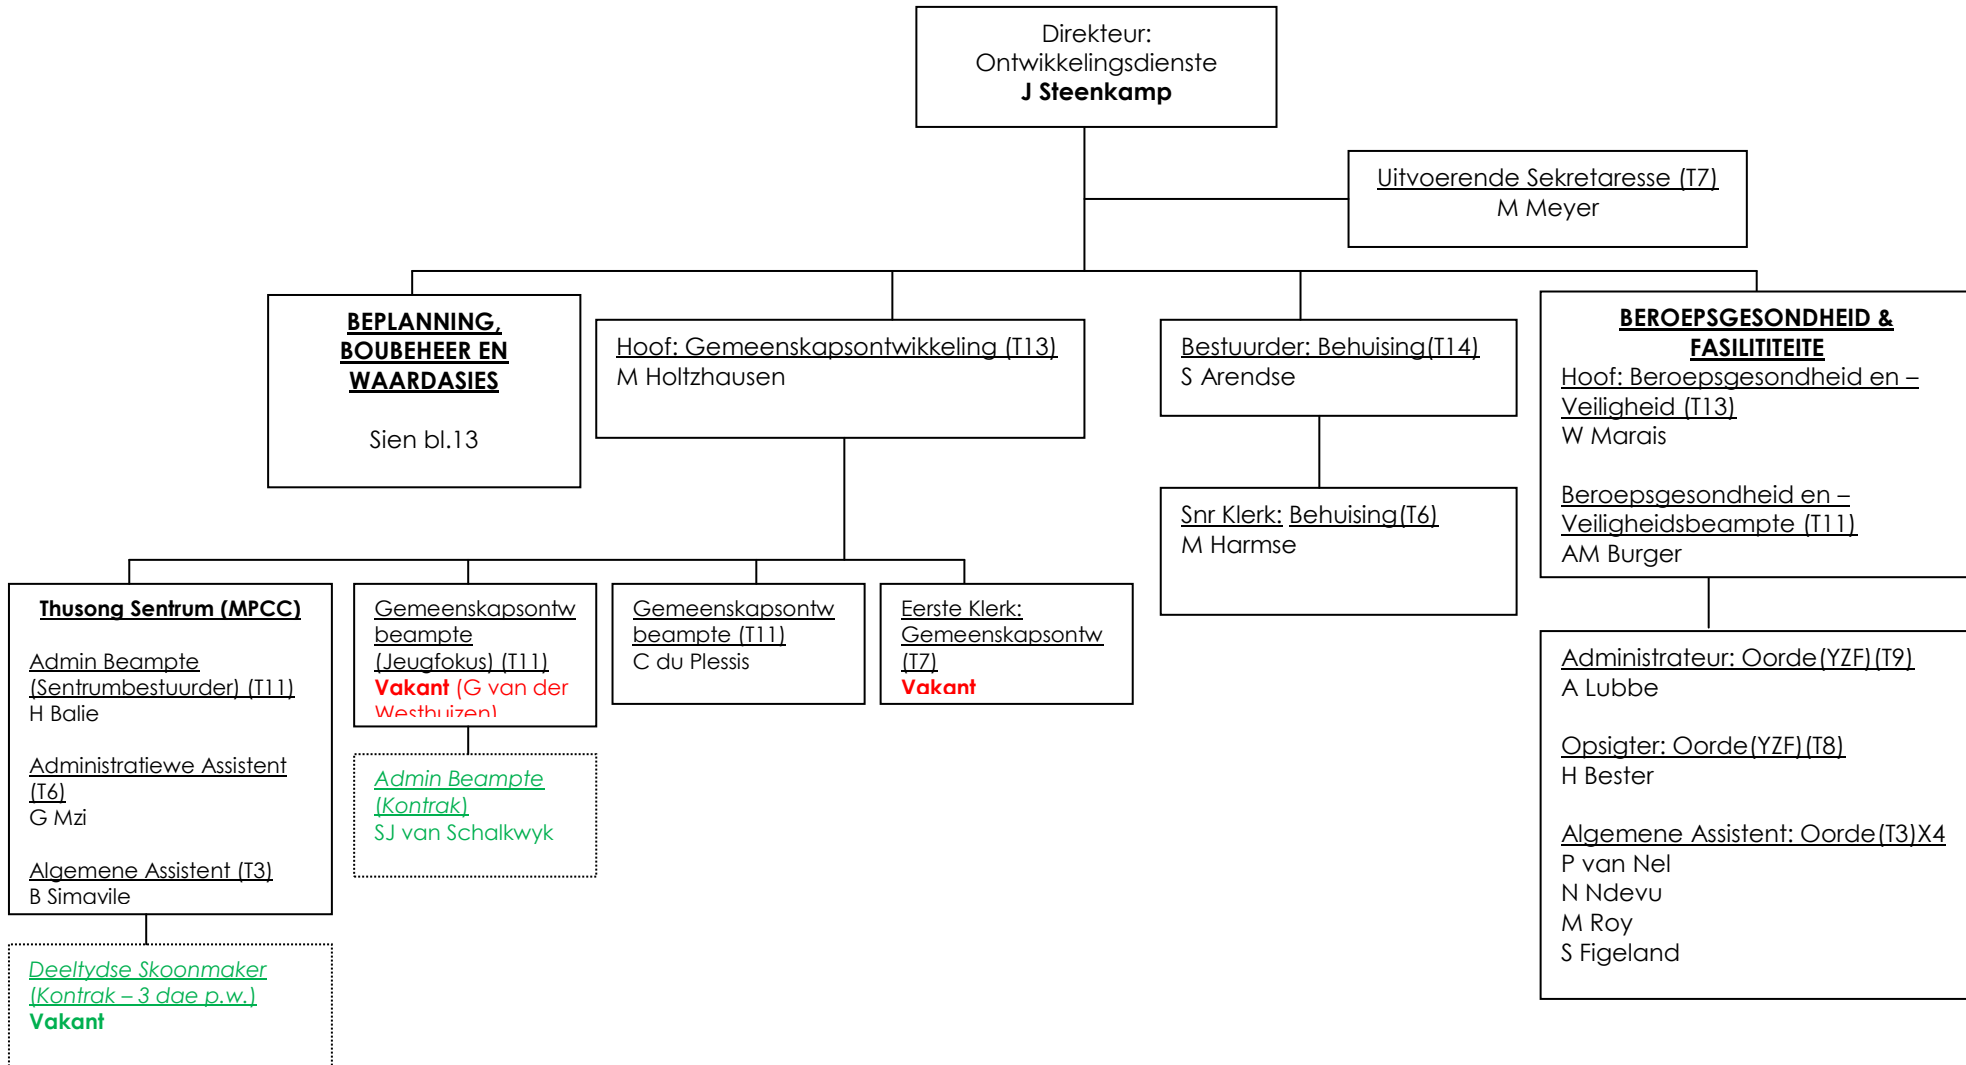 Direkteur:
Ontwikkelingsdienste
J Steenkamp
Uitvoerende Sekretaresse (T7)
M Meyer
BEPLANNING,
BOUBEHEER EN
WAARDASIES
Sien bl.13
Hoof: Gemeenskapsontwikkeling (T13)
M Holtzhausen
Bestuurder: Behuising(T14)
S Arendse
BEROEPSGESONDHEID &
FASILITITEITE
Hoof: Beroepsgesondheid en –
Veiligheid (T13)
W Marais
Beroepsgesondheid en –
Veiligheidsbeampte (T11)
AM Burger
Snr Klerk: Behuising(T6)
M Harmse
Thusong Sentrum (MPCC)
Admin Beampte
(Sentrumbestuurder) (T11)
H Balie
Administratiewe Assistent
(T6)
G Mzi
Algemene Assistent (T3)
B Simavile
Gemeenskapsontw
beampte
(Jeugfokus) (T11)
Vakant (G van der
Westhuizen)
Gemeenskapsontw
beampte (T11)
C du Plessis
Eerste Klerk:
Gemeenskapsontw
(T7)
Vakant
Administrateur: Oorde(YZF)(T9)
A Lubbe
Opsigter: Oorde(YZF)(T8)
H Bester
Algemene Assistent: Oorde(T3)X4
P van Nel
N Ndevu
M Roy
S Figeland
Admin Beampte
(Kontrak)
SJ van Schalkwyk
Deeltydse Skoonmaker
(Kontrak – 3 dae p.w.)
Vakant